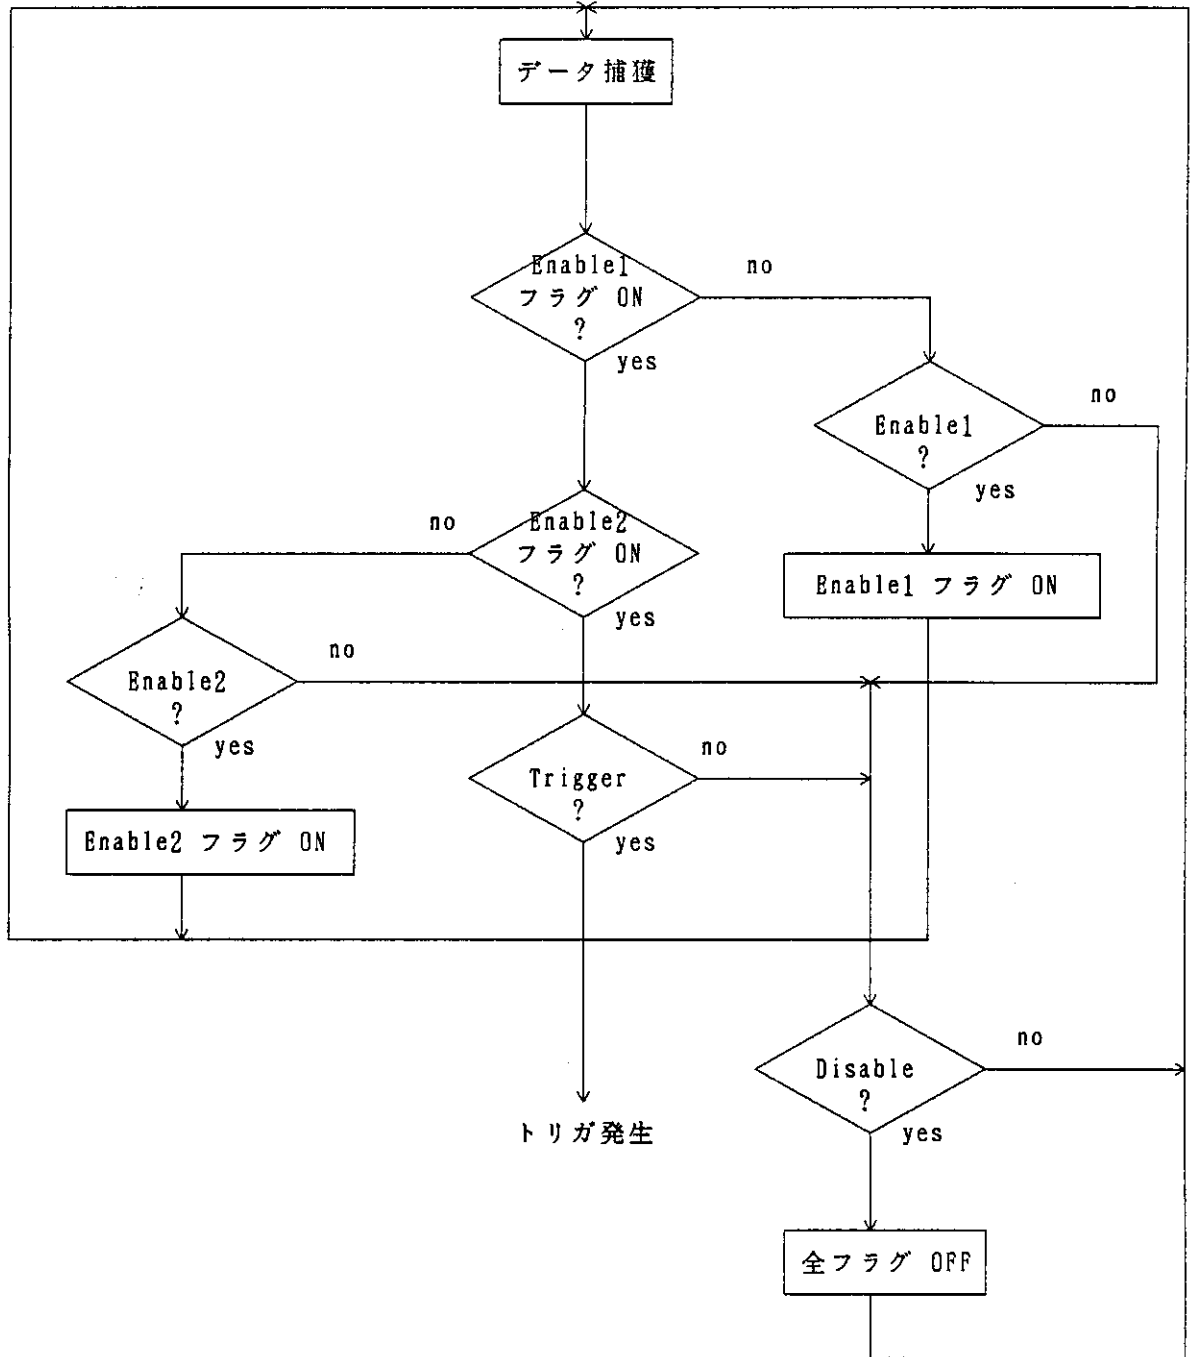 データ捕獲
Enable1
フラグ ON
?
no
yes
Enable1
?
no
yes
Enable1 フラグ ON
Enable2
フラグ ON
?
no
yes
Enable2
?
no
yes
Enable2 フラグ ON
Trigger
?
no
yes
トリガ発生
Disable
?
no
yes
全フラグ OFF